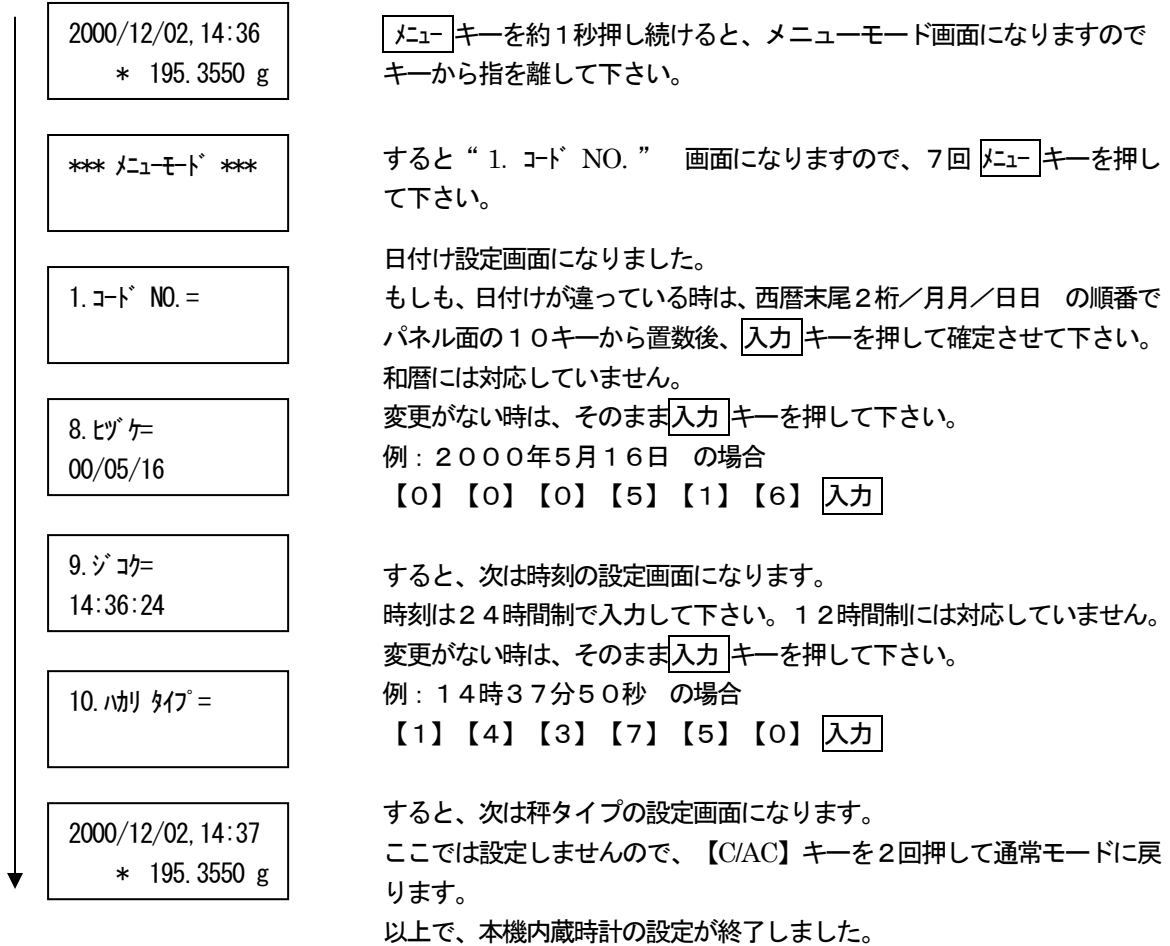 2000/12/02,14:36
* 195.3550 g
ﾒﾆｭｰ キーを約１秒押し続けると、メニューモード画面になりますので
キーから指を離して下さい。
*** ﾒﾆｭｰﾓｰﾄﾞ ***
すると“ 1. ｺｰﾄﾞ NO. ”　画面になりますので、７回 ﾒﾆｭｰ キーを押し
て下さい。
1. ｺｰﾄﾞ NO. =
日付け設定画面になりました。
もしも、日付けが違っている時は、西暦末尾２桁／月月／日日　の順番で
パネル面の１０キーから置数後、入力 キーを押して確定させて下さい。
和暦には対応していません。
変更がない時は、そのまま入力 キーを押して下さい。
例：２０００年５月１６日　の場合
【０】【０】【０】【５】【１】【６】 入力
8. ﾋﾂﾞｹ=
00/05/16
9. ｼﾞｺｸ=
14:36:24
すると、次は時刻の設定画面になります。
時刻は２４時間制で入力して下さい。１２時間制には対応していません。
変更がない時は、そのまま入力 キーを押して下さい。
例：１４時３７分５０秒　の場合
【１】【４】【３】【７】【５】【０】 入力
10. ﾊｶﾘ ﾀｲﾌﾟ=
2000/12/02,14:37
* 195.3550 g
すると、次は秤タイプの設定画面になります。
ここでは設定しませんので、【C/AC】キーを２回押して通常モードに戻
ります。
以上で、本機内蔵時計の設定が終了しました。